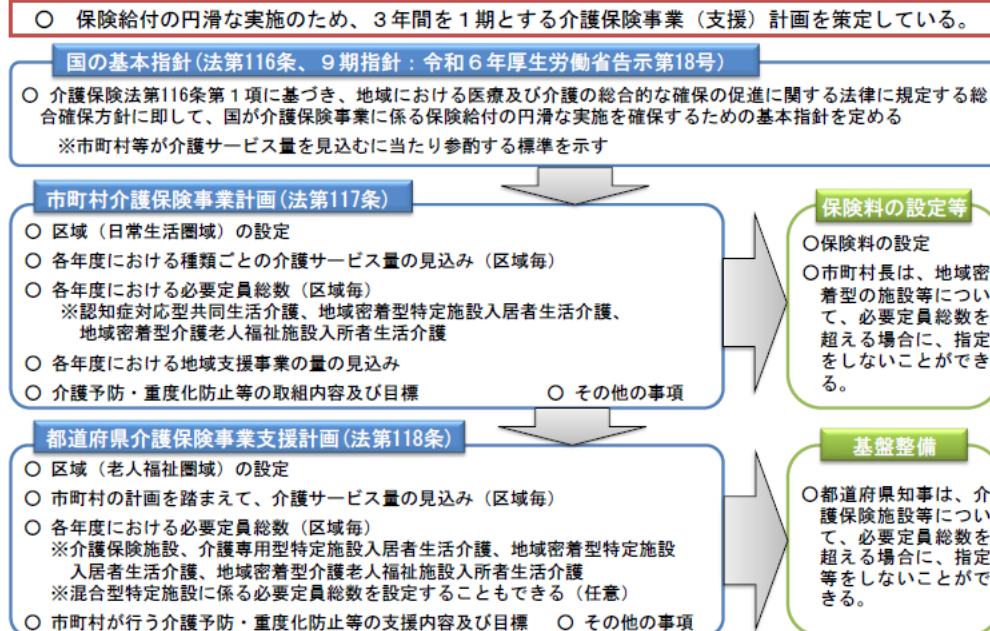 ○ 保険給付の円滑な実施のため、３年間を１期とする介護保険事業（支援）計画を策定している。
国の基本指針(法第116条、９期指針：令和６年厚生労働省告示第18号)
○ 介護保険法第116条第１項に基づき、地域における医療及び介護の総合的な確保の促進に関する法律に規定する総
合確保方針に即して、国が介護保険事業に係る保険給付の円滑な実施を確保するための基本指針を定める
※市町村等が介護サービス量を見込むに当たり参酌する標準を示す
市町村介護保険事業計画(法第117条)
○ 区域（日常生活圏域）の設定
○ 各年度における種類ごとの介護サービス量の見込み（区域毎）
○ 各年度における必要定員総数（区域毎）
※認知症対応型共同生活介護、地域密着型特定施設入居者生活介護、
地域密着型介護老人福祉施設入所者生活介護
○ 各年度における地域支援事業の量の見込み
○ 介護予防・重度化防止等の取組内容及び目標 ○ その他の事項
保険料の設定等
○保険料の設定
○市町村長は、地域密
着型の施設等につい
て、必要定員総数を
超える場合に、指定
をしないことができ
る。
都道府県介護保険事業支援計画(法第118条)
○ 区域（老人福祉圏域）の設定
○ 市町村の計画を踏まえて、介護サービス量の見込み（区域毎）
○ 各年度における必要定員総数（区域毎）
※介護保険施設、介護専用型特定施設入居者生活介護、地域密着型特定施設
入居者生活介護、地域密着型介護老人福祉施設入所者生活介護
※混合型特定施設に係る必要定員総数を設定することもできる（任意）
○ 市町村が行う介護予防・重度化防止等の支援内容及び目標 ○ その他の事項
基盤整備
○都道府県知事は、介
護保険施設等につい
て、必要定員総数を
超える場合に、指定
等をしないことがで
きる。